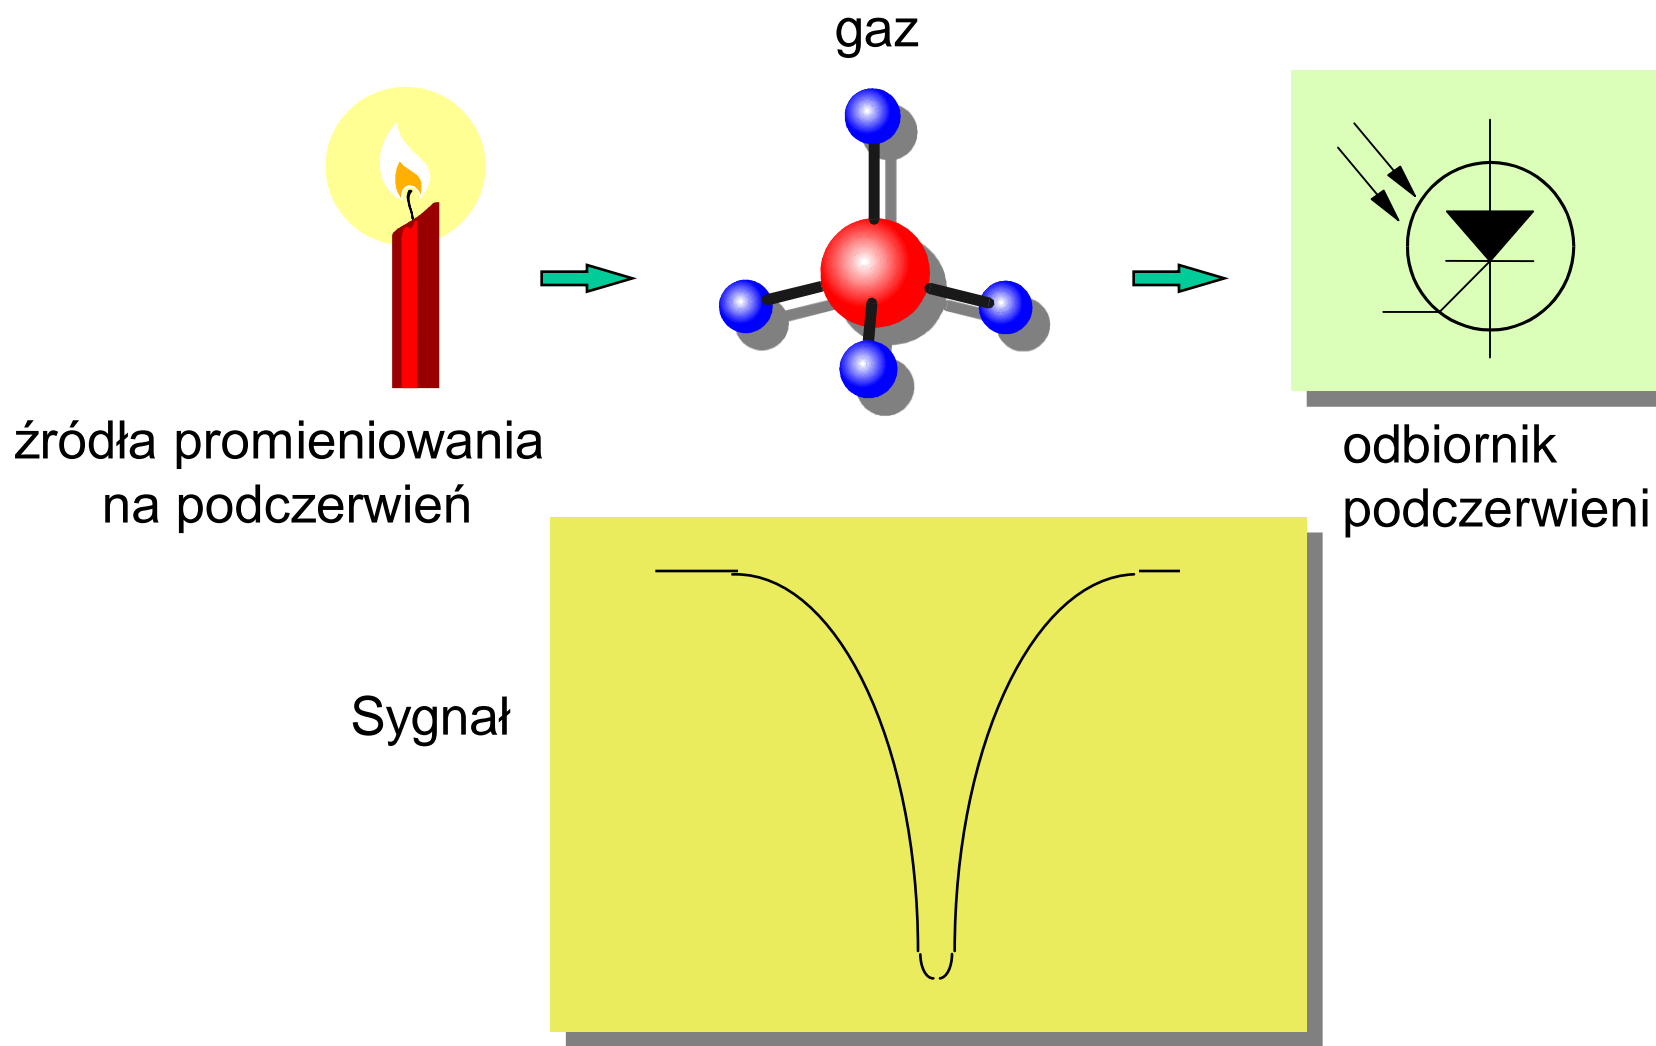 gaz
źródła promieniowania
na podczerwień
odbiornik
podczerwieni
Sygnał